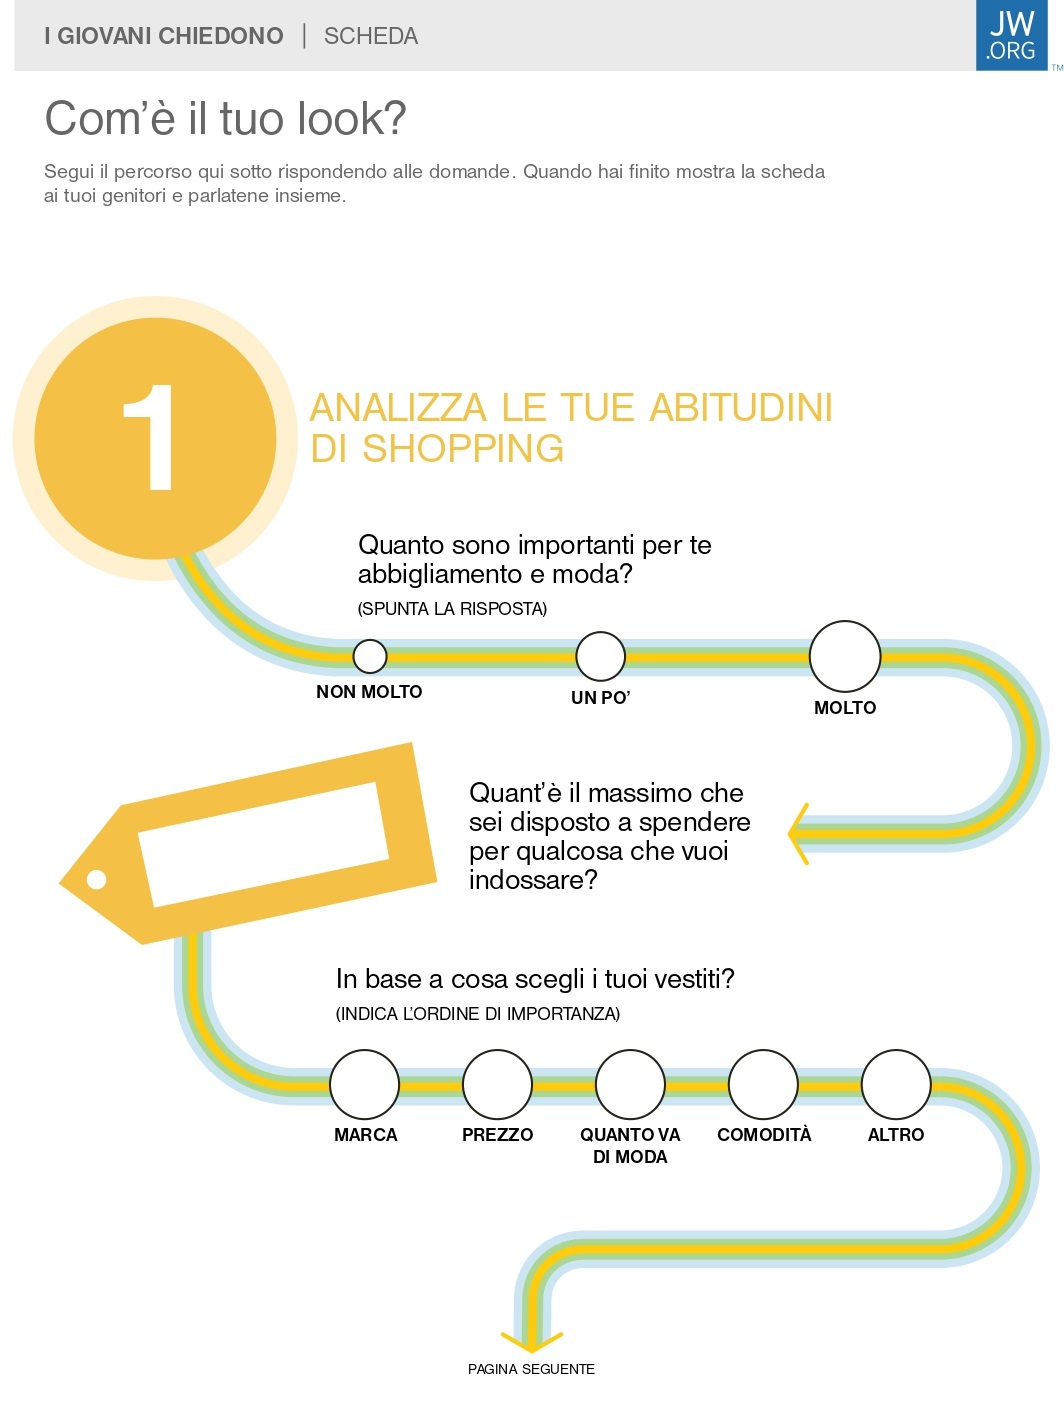 I GIOVANI CHIEDONO | SCHEDA
JW
.ORG
TM
Com’è il tuo look?
Segui il percorso qui sotto rispondendo alle domande. Quando hai finito mostra la scheda
ai tuoi genitori e parlatene insieme.
1
ANALIZZA LE TUE ABITUDINI
DI SHOPPING
Quanto sono importanti per te
abbigliamento e moda?
(SPUNTA LA RISPOSTA)
NON MOLTO
UN PO’
MOLTO
Quant’è il massimo che
sei disposto a spendere
per qualcosa che vuoi
indossare?
In base a cosa scegli i tuoi vestiti?
(INDICA L’ORDINE DI IMPORTANZA)
MARCA
PREZZO
QUANTO VA
DI MODA
COMODITÀ
ALTRO
PAGINA SEGUENTE